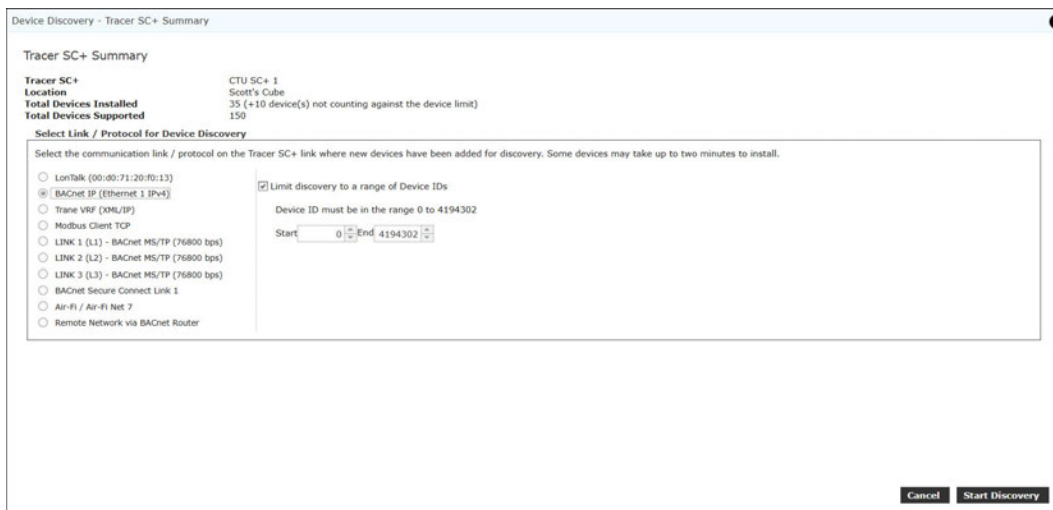 Device Discovery - Tracer SC+ Summary
Tracer SC+ Summary
Tracer SC+ CTU SC+ 1
Location Scott's Cube
Total Devices Installed 35 (+10 device(s) not counting against the device limit)
Total Devices Supported 150
Select Link / Protocol for Device Discovery
Select the communication link / protocol on the Tracer SC+ link where new devices have been added for discovery. Some devices may take up to two minutes to install.
LonTalk (00:d0:71:20:f0:13)
BACnet IP (Ethernet 1 IPv4)
Trane VRF (XML/IP)
Modbus Client TCP
LINK 1 (L1) - BACnet MS/TP (76800 bps)
LINK 2 (L2) - BACnet MS/TP (76800 bps)
LINK 3 (L3) - BACnet MS/TP (76800 bps)
BACnet Secure Connect Link 1
Air-Fi / Air-Fi Net 7
Remote Network via BACnet Router
Limit discovery to a range of Device IDs
Device ID must be in the range 0 to 4194302
Start 0 End 4194302
Cancel Start Discovery